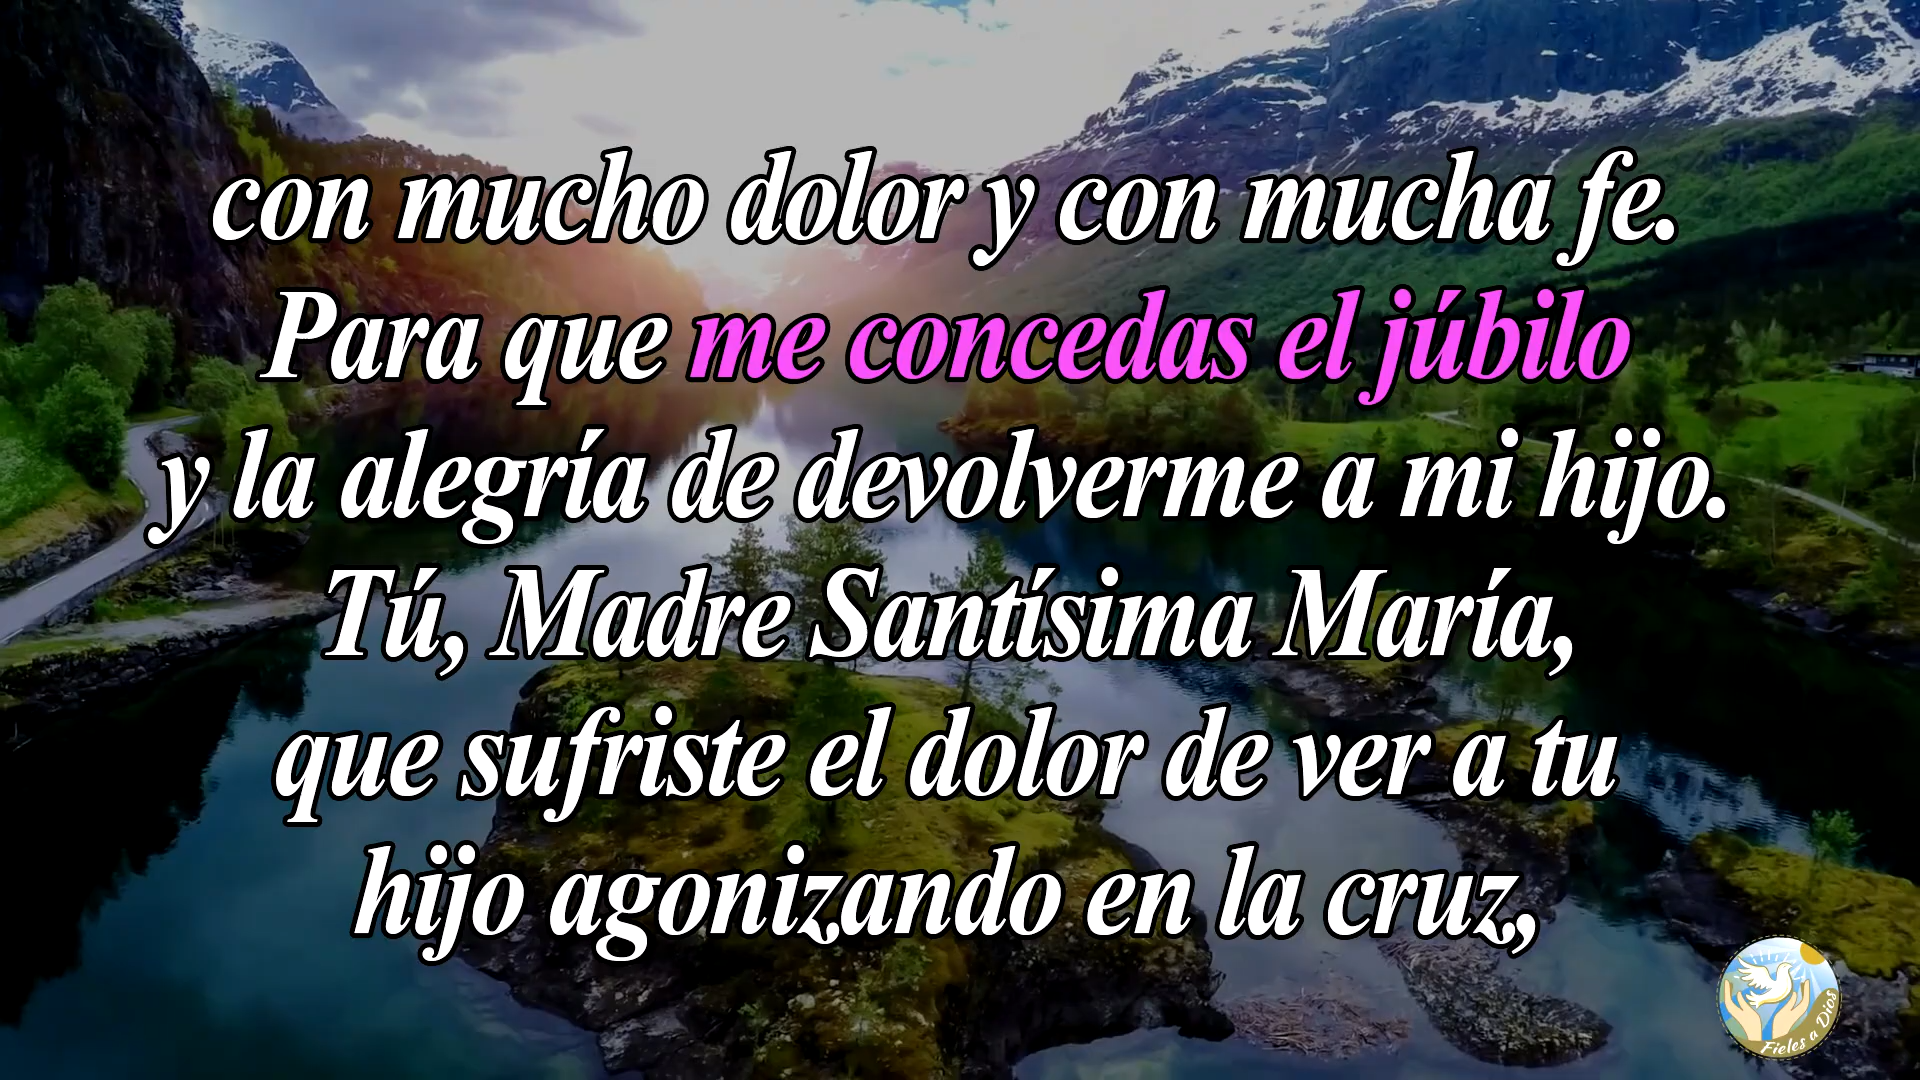 con mucho dolor y con mucha fe.
Para que me concedas el júbilo
y la alegría de devolverme a mi hijo.
Tú, Madre Santísima María,
que sufriste el dolor de ver a tu
hijo agonizando en la cruz,
Fieles a Dios